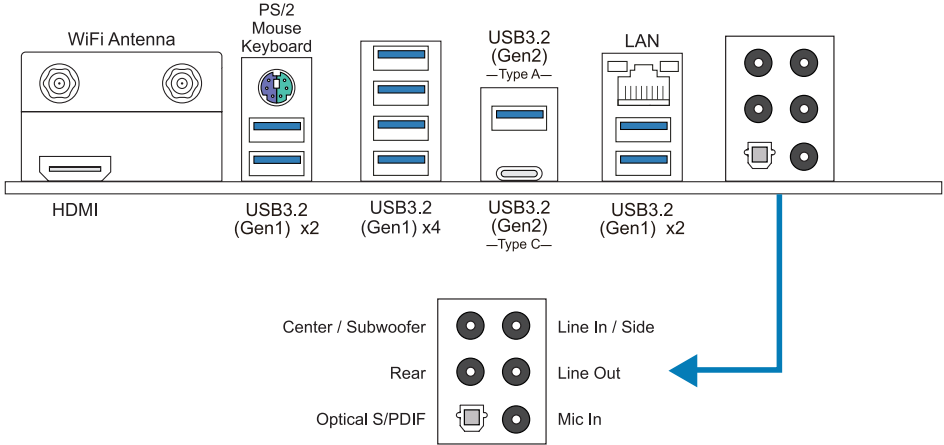 WiFi Antenna
PS/2
Mouse
Keyboard
USB3.2
(Gen2)
—Type A—
LAN
HDMI
USB3.2
(Gen1) x2
USB3.2
(Gen1) x4
USB3.2
(Gen2)
—Type C—
USB3.2
(Gen1) x2
Center / Subwoofer
Line In / Side
Rear
Line Out
Optical S/PDIF
Mic In